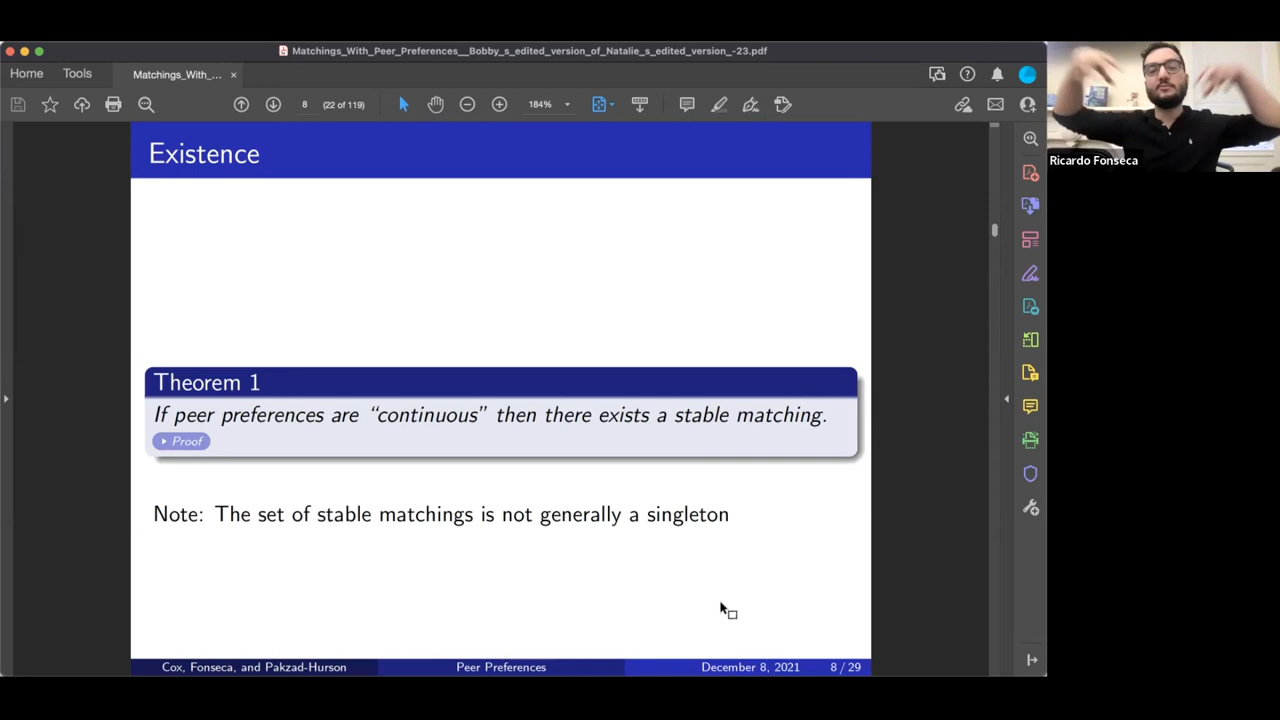 Matchings_With_Peer_Preferences__Bobby_s_edited_version_of_Natalie_s_edited_version_-23.pdf
Home Tools Matchings_With_... ×
8 (22 of 119) 184%
Existence
Theorem 1
If peer preferences are “continuous” then there exists a stable matching.
Proof
Note: The set of stable matchings is not generally a singleton
Cox, Fonseca, and Pakzad-Hurson Peer Preferences December 8, 2021 8 / 29
Ricardo Fonseca